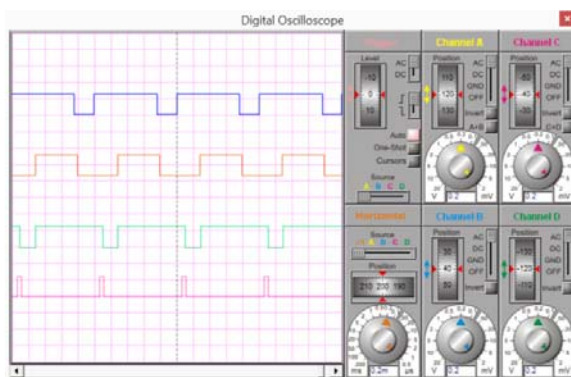 Digital Oscilloscope
Trigger
Level
-10
0
10
AC
DC
Auto
One-Shot
Cursors
Source
A B C D
Channel A
Position
110
120
130
AC
DC
GND
OFF
Invert
A+B
V 0.2 mV
Channel C
Position
-50
-40
-30
AC
DC
GND
OFF
Invert
C+D
V 0.2 mV
Horizontal
Source
A B C D
Position
210 200 190
ms 0.2m µs
Channel B
Position
30
40
50
AC
DC
GND
OFF
Invert
V 0.2 mV
Channel D
Position
-130
-120
-110
AC
DC
GND
OFF
Invert
V 0.2 mV